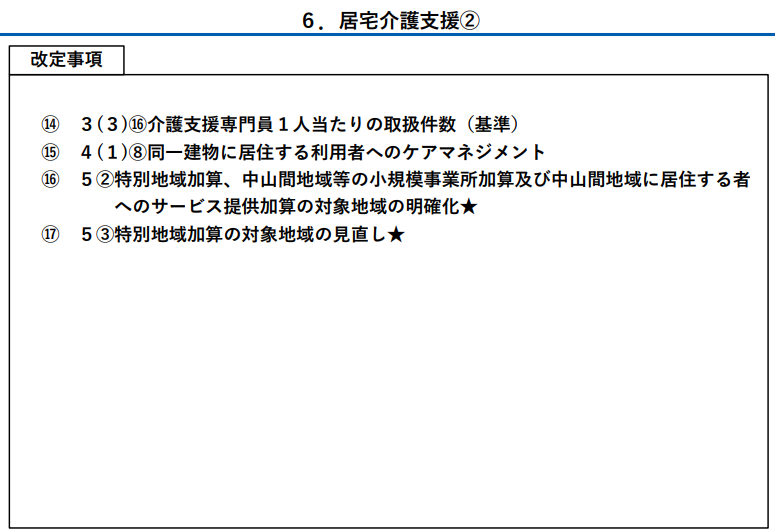 ６．居宅介護支援②
改定事項
⑭　３(３)⑯介護支援専門員１人当たりの取扱件数（基準）
⑮　４(１)⑧同一建物に居住する利用者へのケアマネジメント
⑯　５②特別地域加算、中山間地域等の小規模事業所加算及び中山間地域に居住する者
へのサービス提供加算の対象地域の明確化★
⑰　５③特別地域加算の対象地域の見直し★